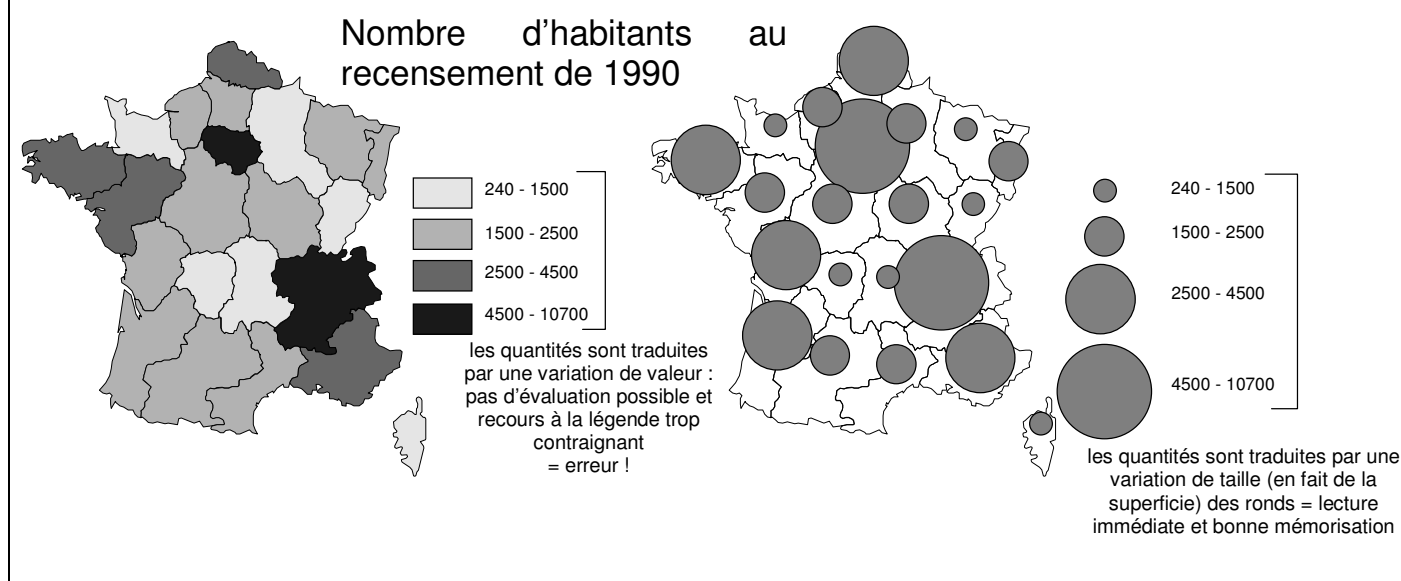 Nombre d'habitants au
recensement de 1990
240 - 1500
1500 - 2500
2500 - 4500
4500 - 10700
les quantités sont traduites
par une variation de valeur :
pas d'évaluation possible et
recours à la légende trop
contraignant
= erreur !
240 - 1500
1500 - 2500
2500 - 4500
4500 - 10700
les quantités sont traduites par une
variation de taille (en fait de la
superficie) des ronds = lecture
immédiate et bonne mémorisation